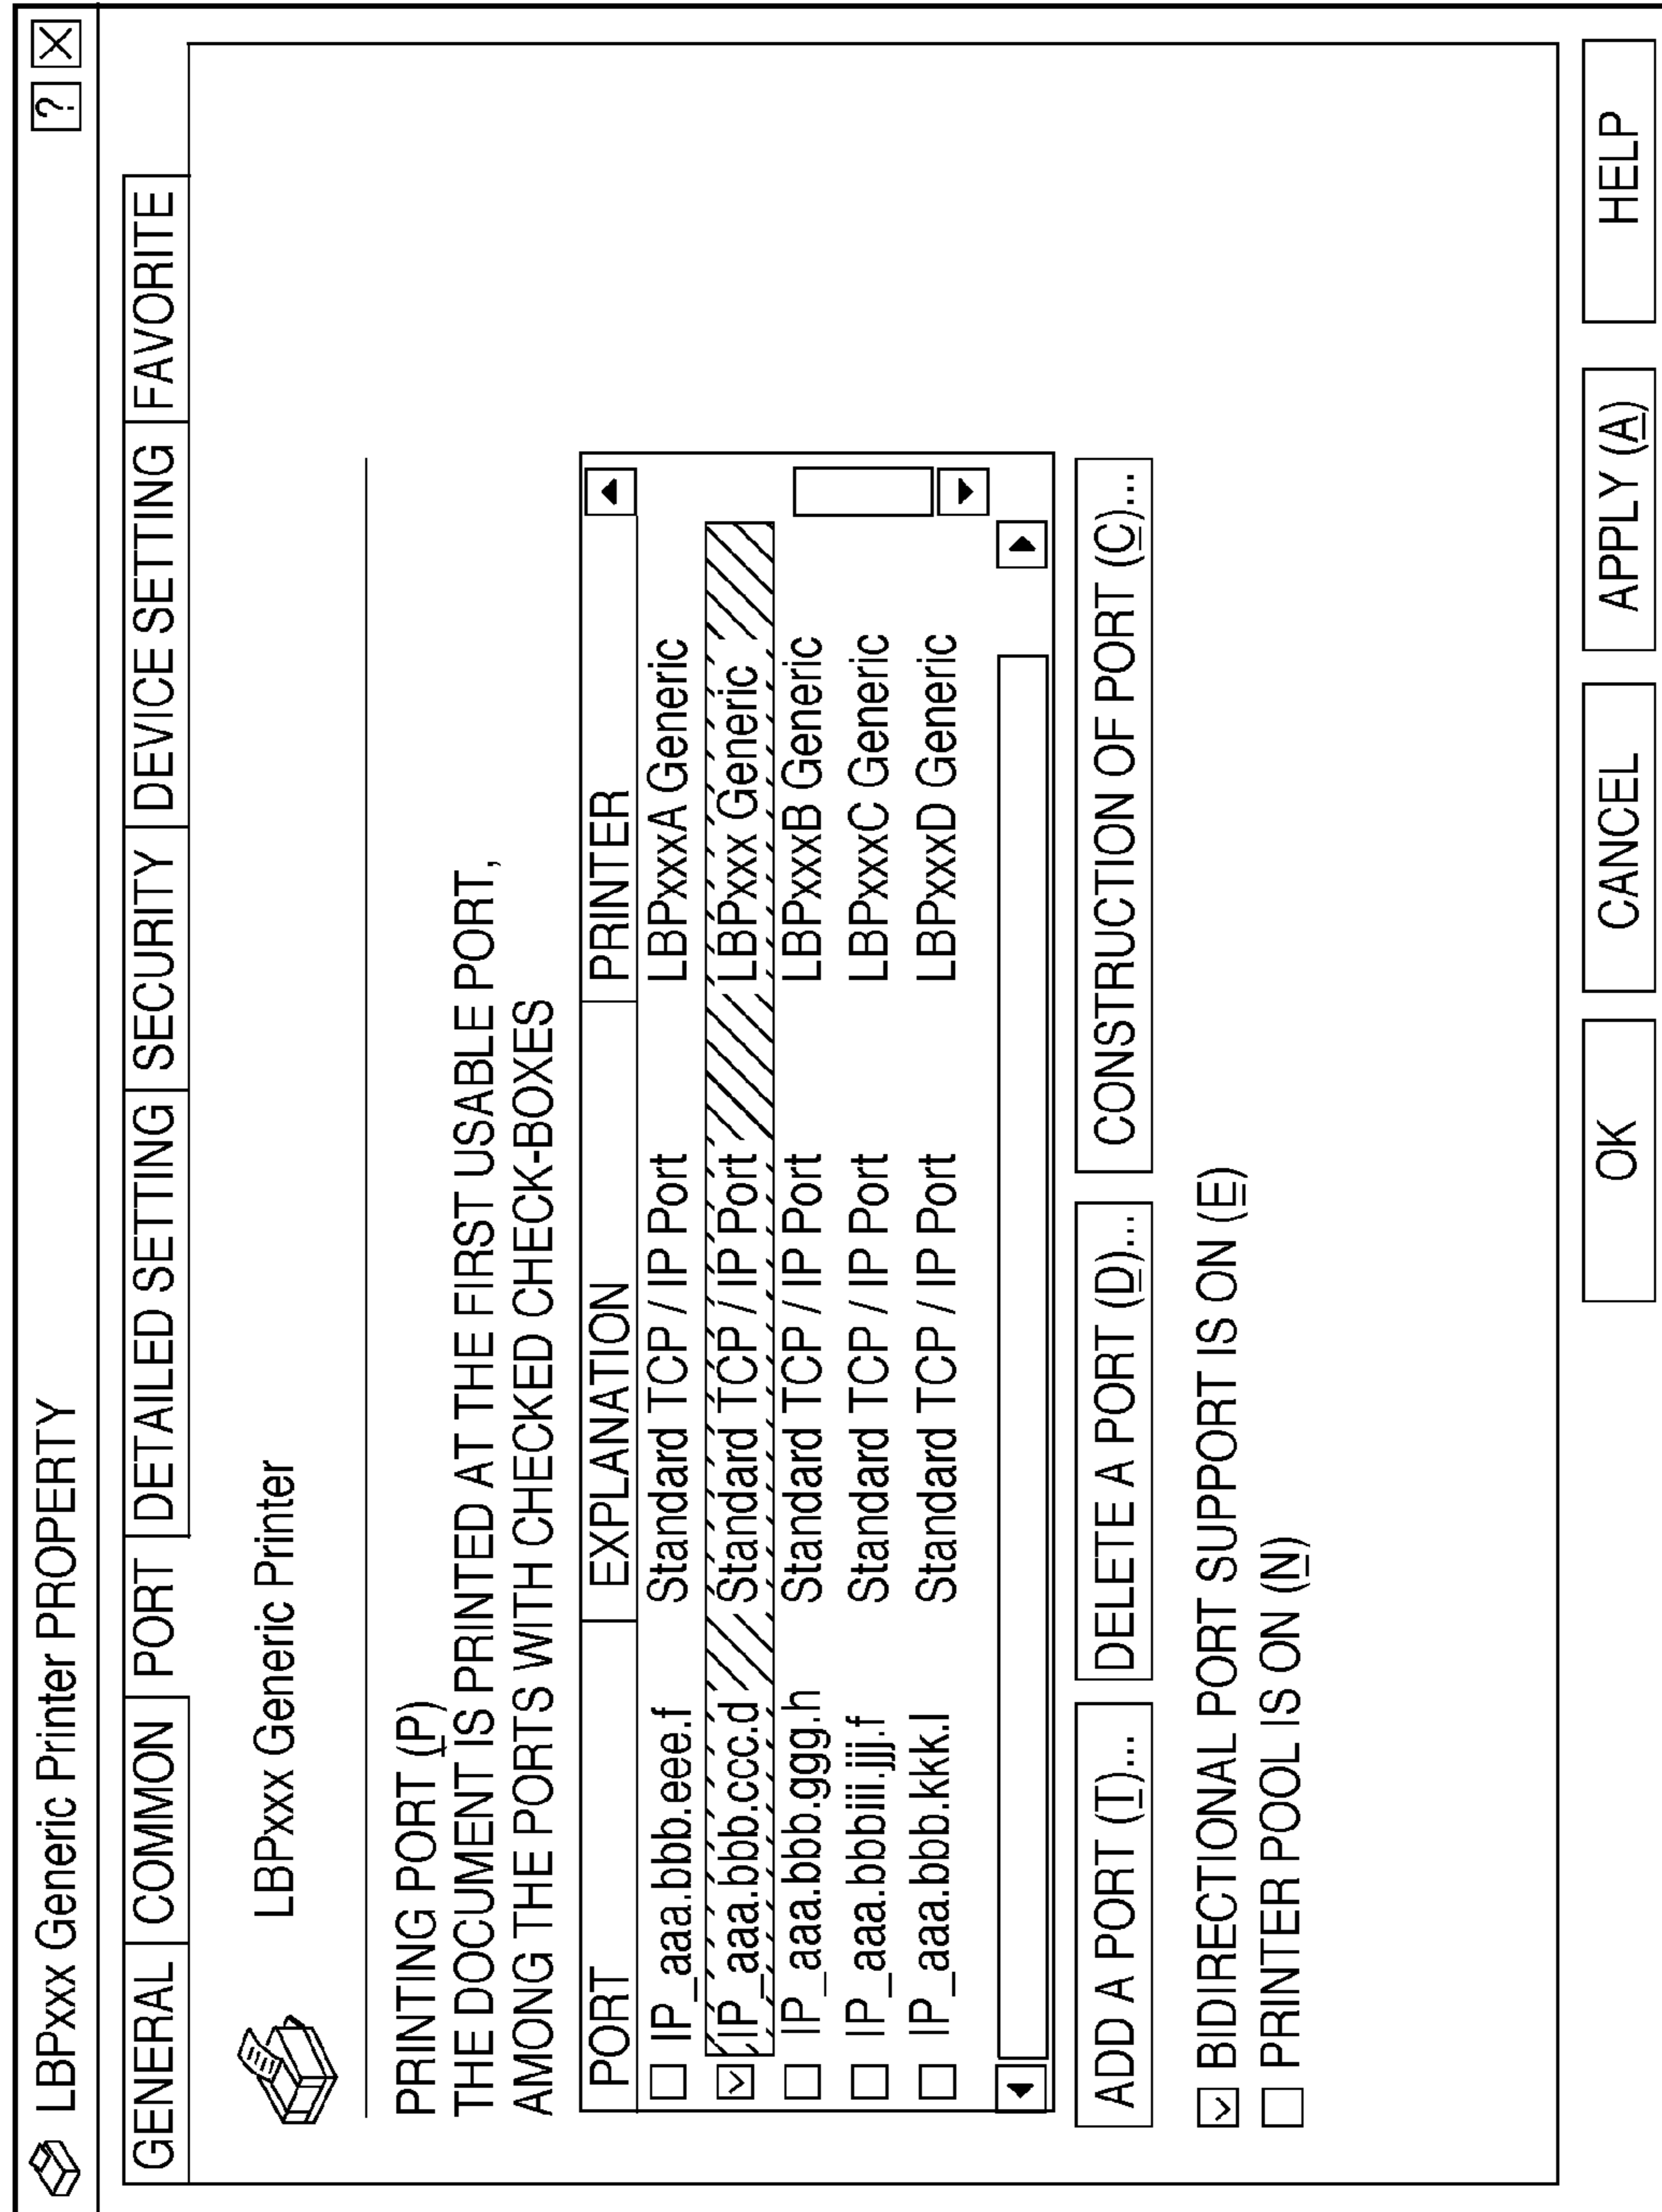 LBPxxx Generic Printer PROPERTY ? X
GENERAL COMMON PORT DETAILED SETTING SECURITY DEVICE SETTING FAVORITE
LBPxxx Generic Printer
PRINTING PORT (P)
THE DOCUMENT IS PRINTED AT THE FIRST USABLE PORT,
AMONG THE PORTS WITH CHECKED CHECK-BOXES
PORT EXPLANATION PRINTER
IP_aaa.bbb.eee.f Standard TCP / IP Port LBPxxxA Generic
IP_aaa.bbb.ccc.d Standard TCP / IP Port LBPxxx Generic
IP_aaa.bbb.ggg.h Standard TCP / IP Port LBPxxxB Generic
IP_aaa.bbbiii.jjj.f Standard TCP / IP Port LBPxxxC Generic
IP_aaa.bbb.kkk.l Standard TCP / IP Port LBPxxxD Generic
ADD A PORT (T)... DELETE A PORT (D)... CONSTRUCTION OF PORT (C)...
BIDIRECTIONAL PORT SUPPORT IS ON (E)
PRINTER POOL IS ON (N)
OK CANCEL APPLY (A) HELP